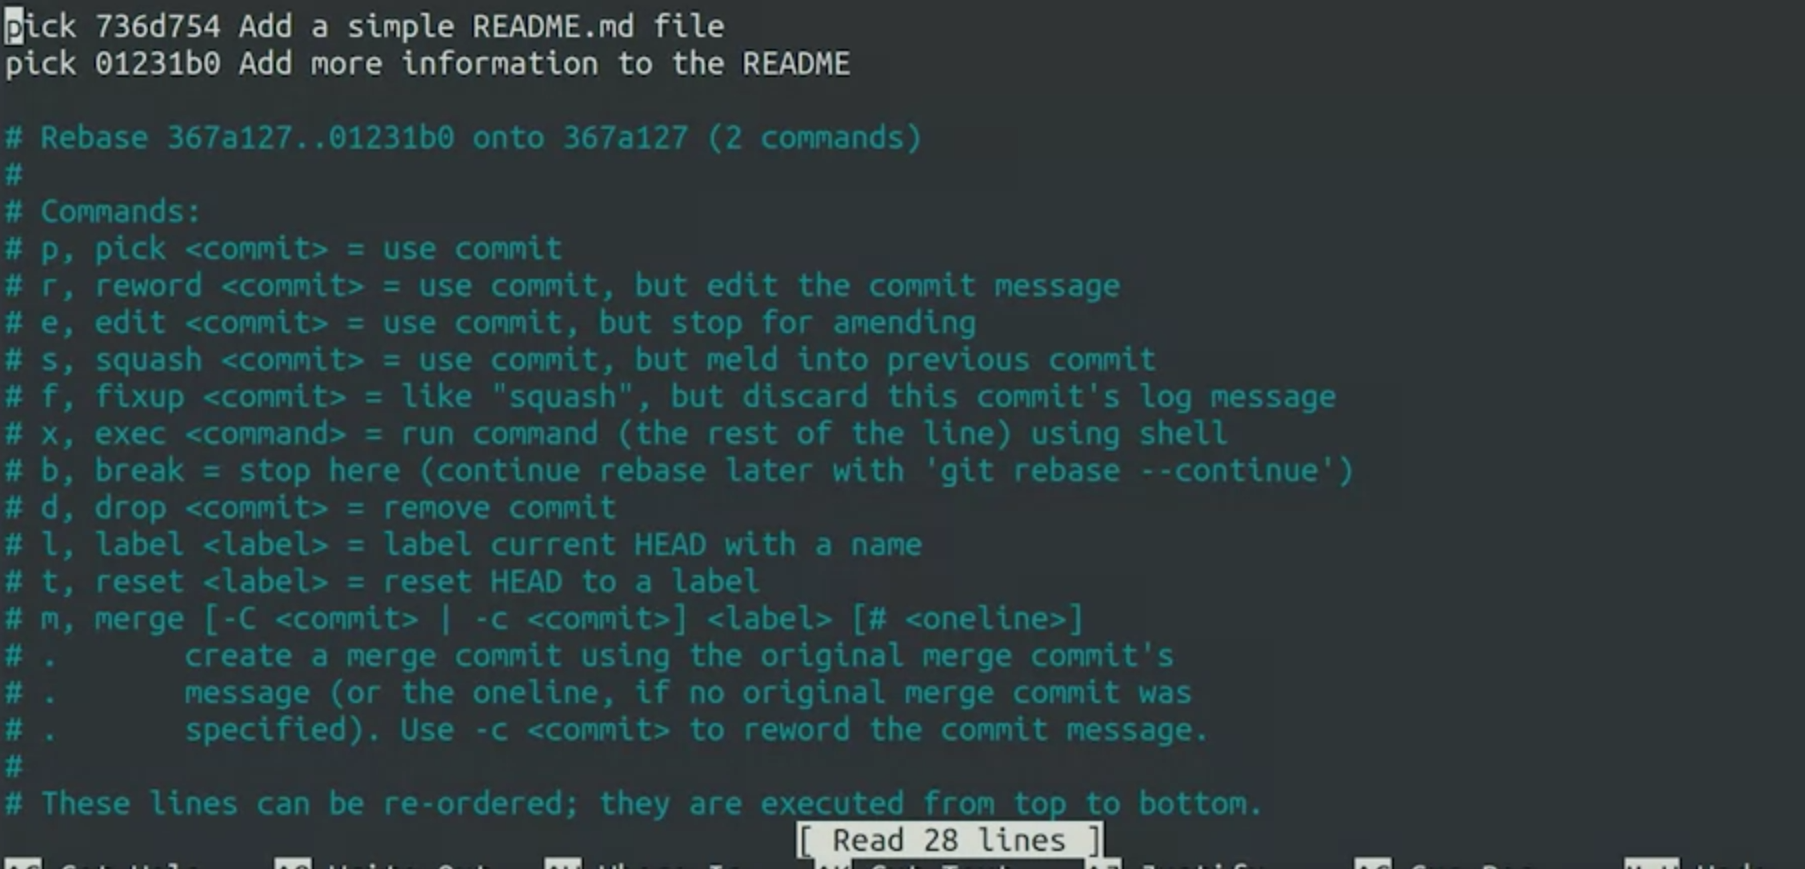 pick 736d754 Add a simple README.md file
pick 01231b0 Add more information to the README
# Rebase 367a127..01231b0 onto 367a127 (2 commands)
#
# Commands:
# p, pick <commit> = use commit
# r, reword <commit> = use commit, but edit the commit message
# e, edit <commit> = use commit, but stop for amending
# s, squash <commit> = use commit, but meld into previous commit
# f, fixup <commit> = like "squash", but discard this commit's log message
# x, exec <command> = run command (the rest of the line) using shell
# b, break = stop here (continue rebase later with 'git rebase --continue')
# d, drop <commit> = remove commit
# l, label <label> = label current HEAD with a name
# t, reset <label> = reset HEAD to a label
# m, merge [-C <commit> | -c <commit>] <label> [# <oneline>]
# .       create a merge commit using the original merge commit's
# .       message (or the oneline, if no original merge commit was
# .       specified). Use -c <commit> to reword the commit message.
#
# These lines can be re-ordered; they are executed from top to bottom.
[ Read 28 lines ]